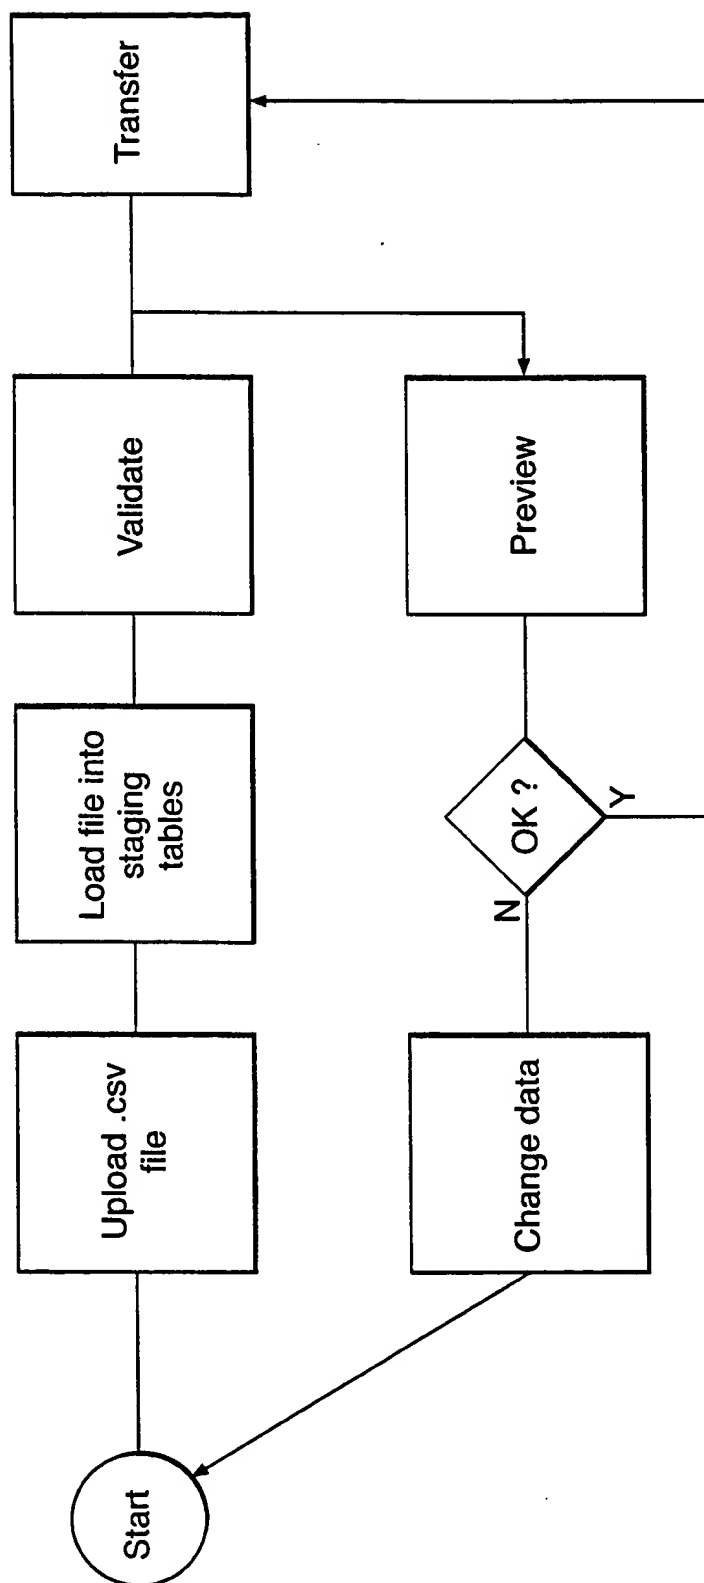 Start
Upload .csv
file
Load file into
staging
tables
Validate
Transfer
Change data
N
OK ?
Y
Preview